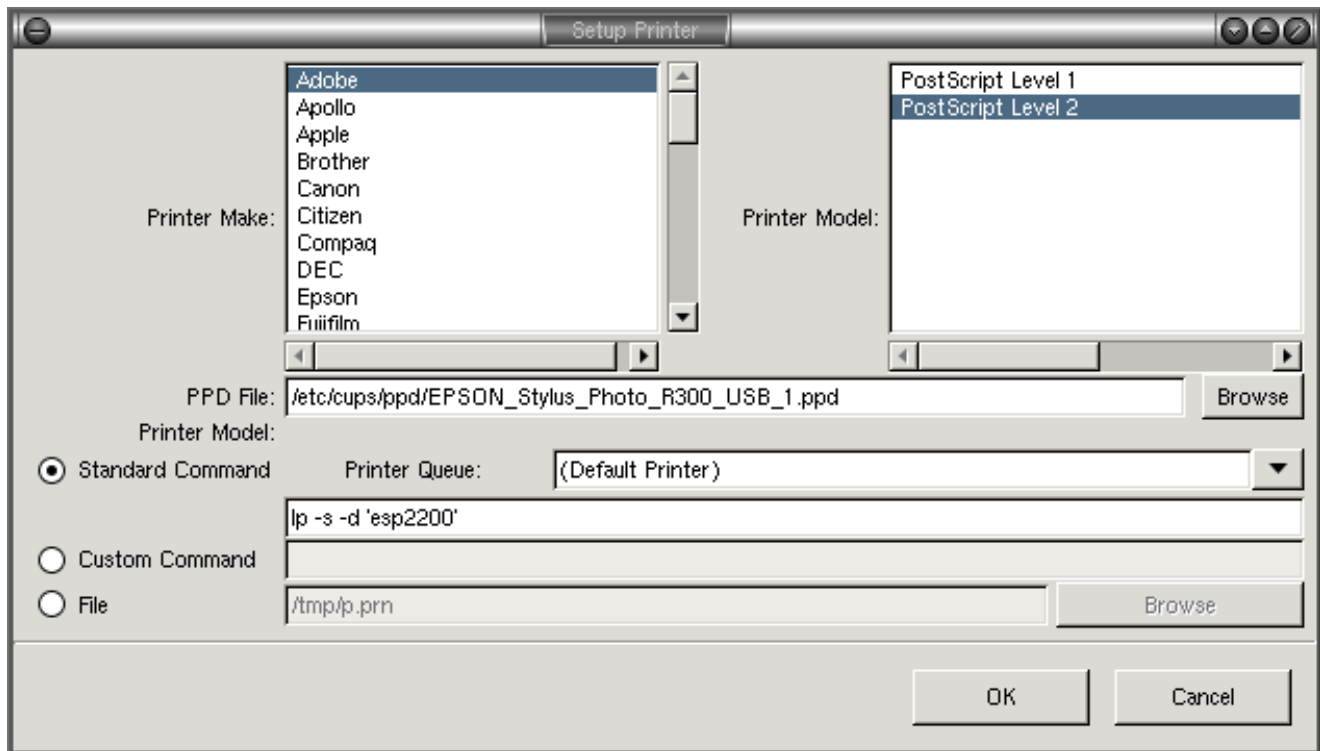 Setup Printer
Printer Make:
Adobe
Apollo
Apple
Brother
Canon
Citizen
Compaq
DEC
Epson
Fujifilm
Printer Model:
PostScript Level 1
PostScript Level 2
PPD File: /etc/cups/ppd/EPSON_Stylus_Photo_R300_USB_1.ppd Browse
Printer Model:
Standard Command Printer Queue: (Default Printer)
lp -s -d 'esp2200'
Custom Command
File /tmp/p.prn Browse
OK Cancel